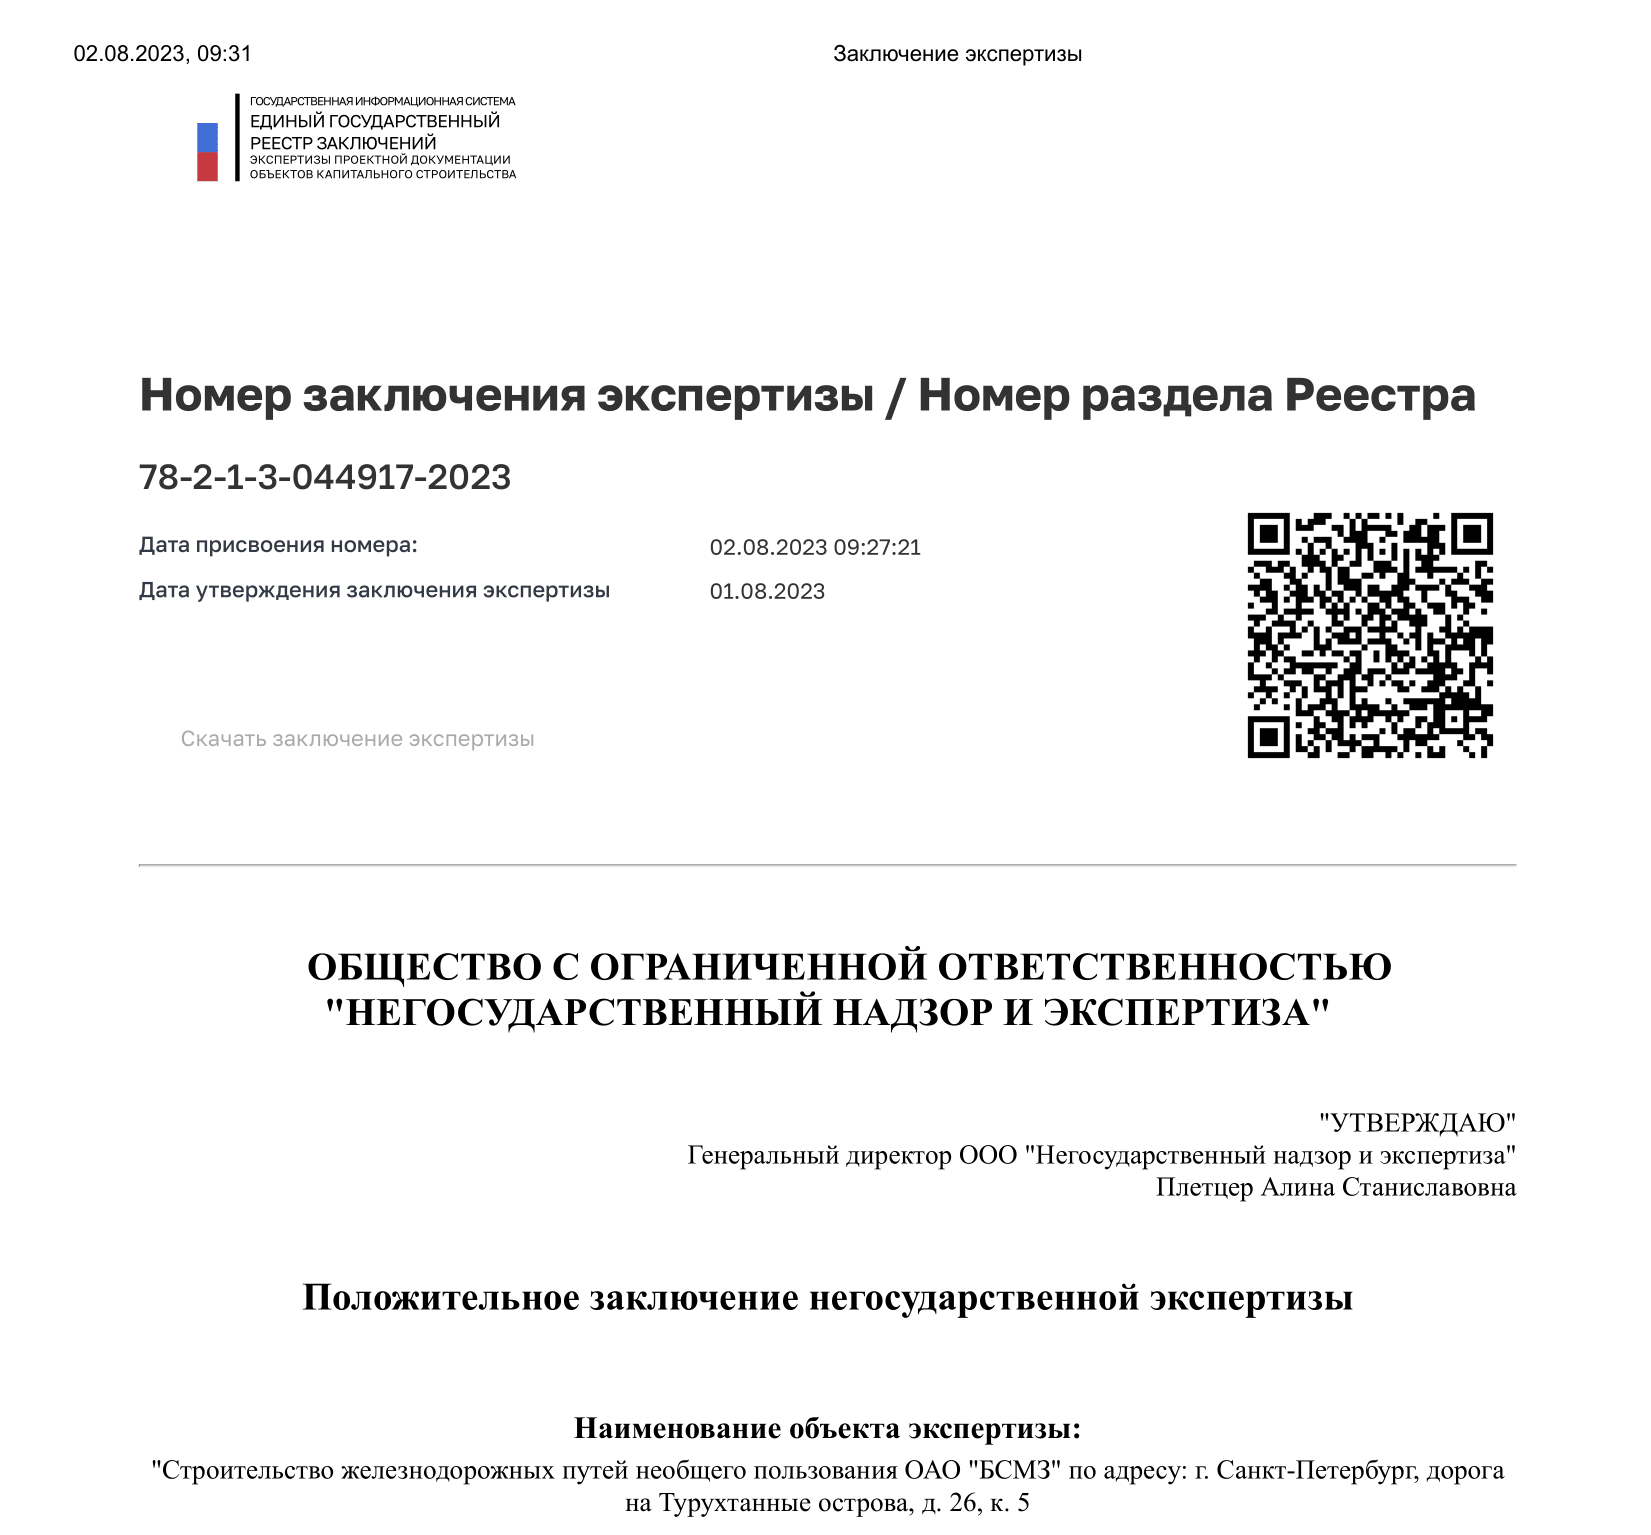 02.08.2023, 09:31 Заключение экспертизы
ГОСУДАРСТВЕННАЯ ИНФОРМАЦИОННАЯ СИСТЕМА
ЕДИНЫЙ ГОСУДАРСТВЕННЫЙ
РЕЕСТР ЗАКЛЮЧЕНИЙ
ЭКСПЕРТИЗЫ ПРОЕКТНОЙ ДОКУМЕНТАЦИИ
ОБЪЕКТОВ КАПИТАЛЬНОГО СТРОИТЕЛЬСТВА
Номер заключения экспертизы / Номер раздела Реестра
78-2-1-3-044917-2023
Дата присвоения номера: 02.08.2023 09:27:21
Дата утверждения заключения экспертизы 01.08.2023
Скачать заключение экспертизы
ОБЩЕСТВО С ОГРАНИЧЕННОЙ ОТВЕТСТВЕННОСТЬЮ
"НЕГОСУДАРСТВЕННЫЙ НАДЗОР И ЭКСПЕРТИЗА"
"УТВЕРЖДАЮ"
Генеральный директор ООО "Негосударственный надзор и экспертиза"
Плетцер Алина Станиславовна
Положительное заключение негосударственной экспертизы
Наименование объекта экспертизы:
"Строительство железнодорожных путей необщего пользования ОАО "БСМЗ" по адресу: г. Санкт-Петербург, дорога
на Турухтанные острова, д. 26, к. 5